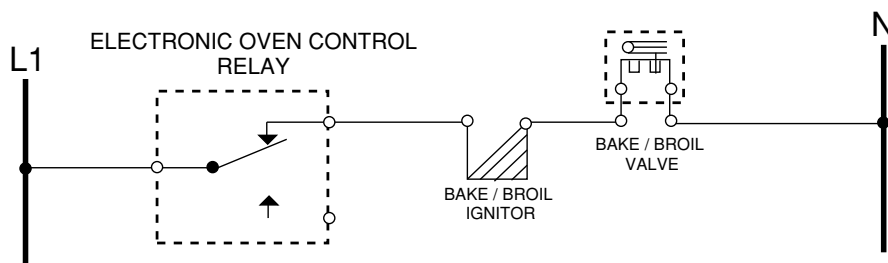 ELECTRONIC OVEN CONTROL
RELAY
L1
N
BAKE / BROIL
VALVE
BAKE / BROIL
IGNITOR